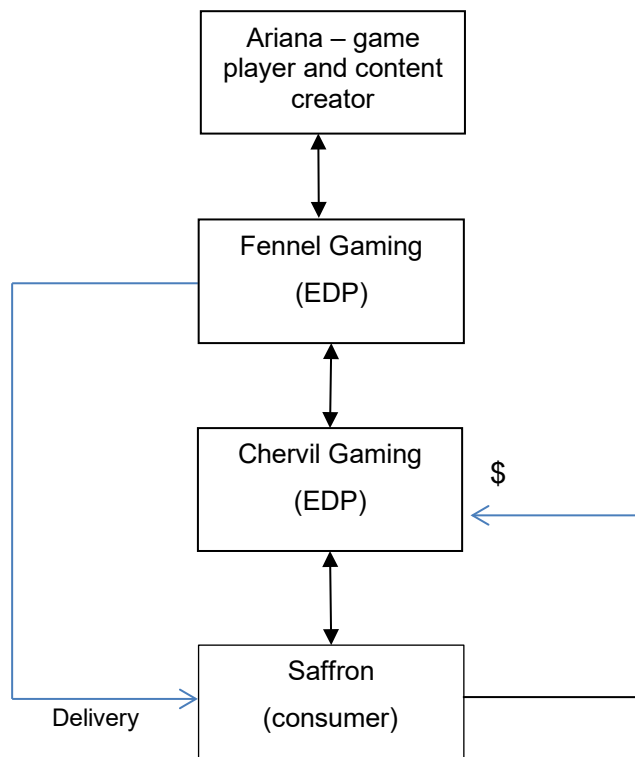 Ariana – game
player and content
creator
Fennel Gaming
(EDP)
Chervil Gaming
(EDP)
$
Saffron
(consumer)
Delivery